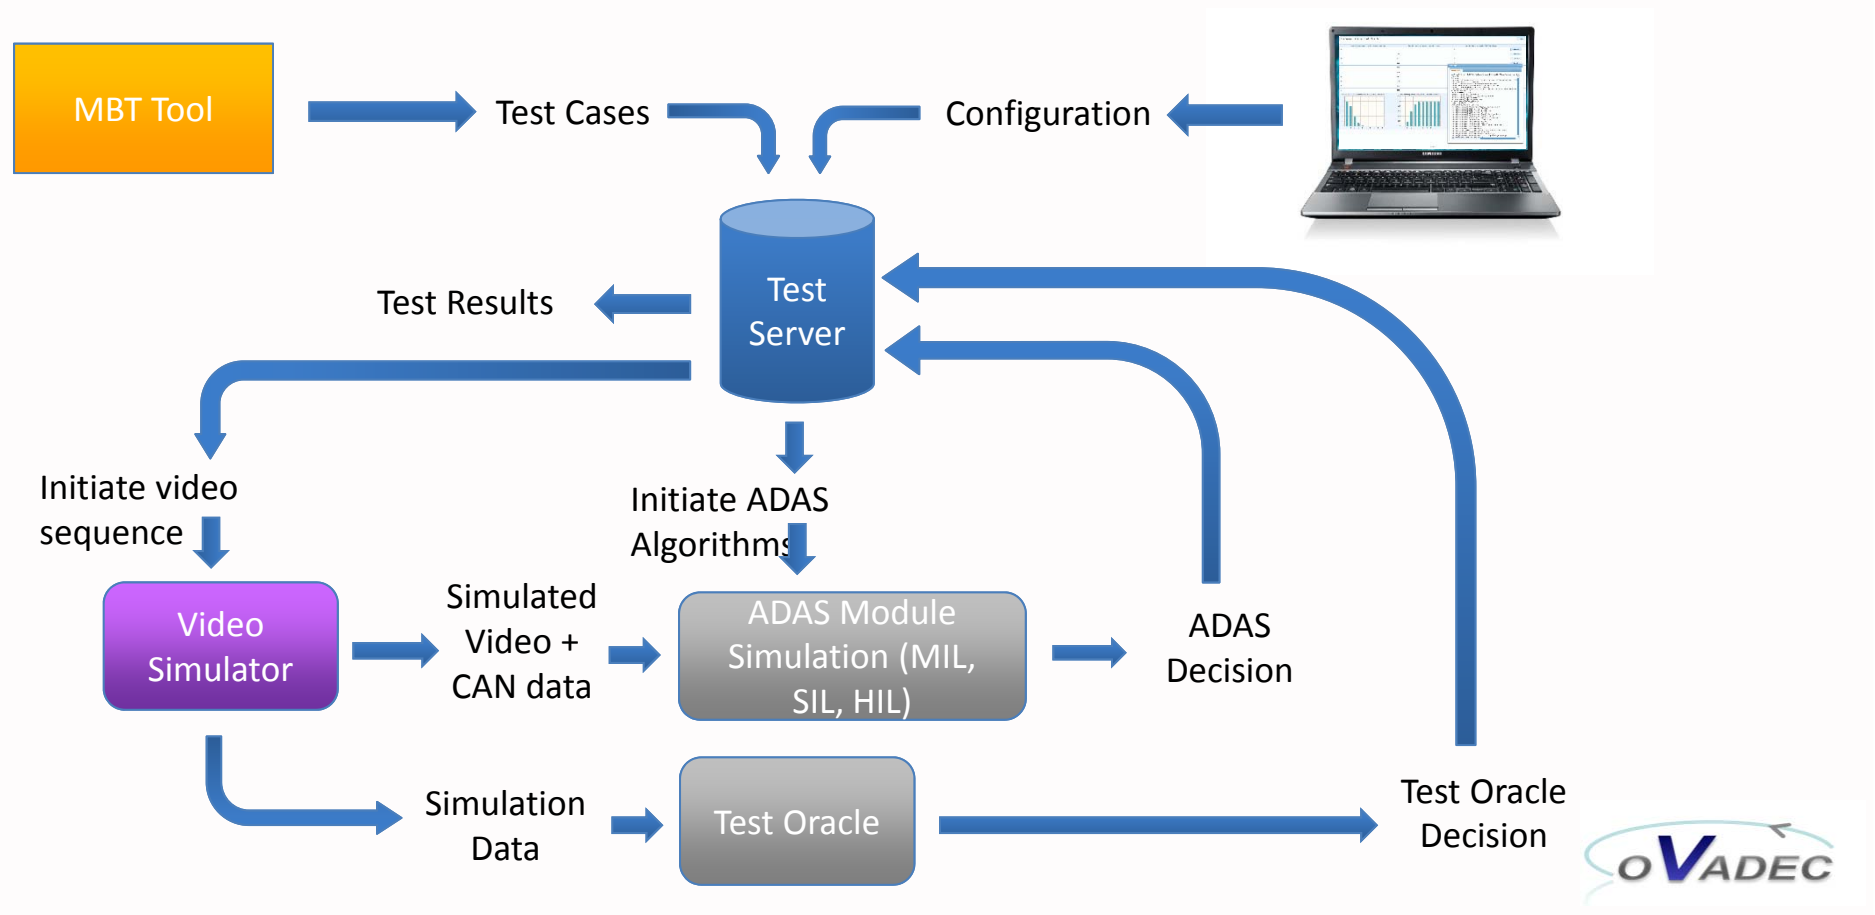 MBT Tool
Test Cases
Configuration
SAMSUNG
Test
Server
Test Results
Initiate video
sequence
Initiate ADAS
Algorithms
Video
Simulator
Simulated
Video +
CAN data
ADAS Module
Simulation (MIL,
SIL, HIL)
ADAS
Decision
Simulation
Data
Test Oracle
Test Oracle
Decision
oVADEC